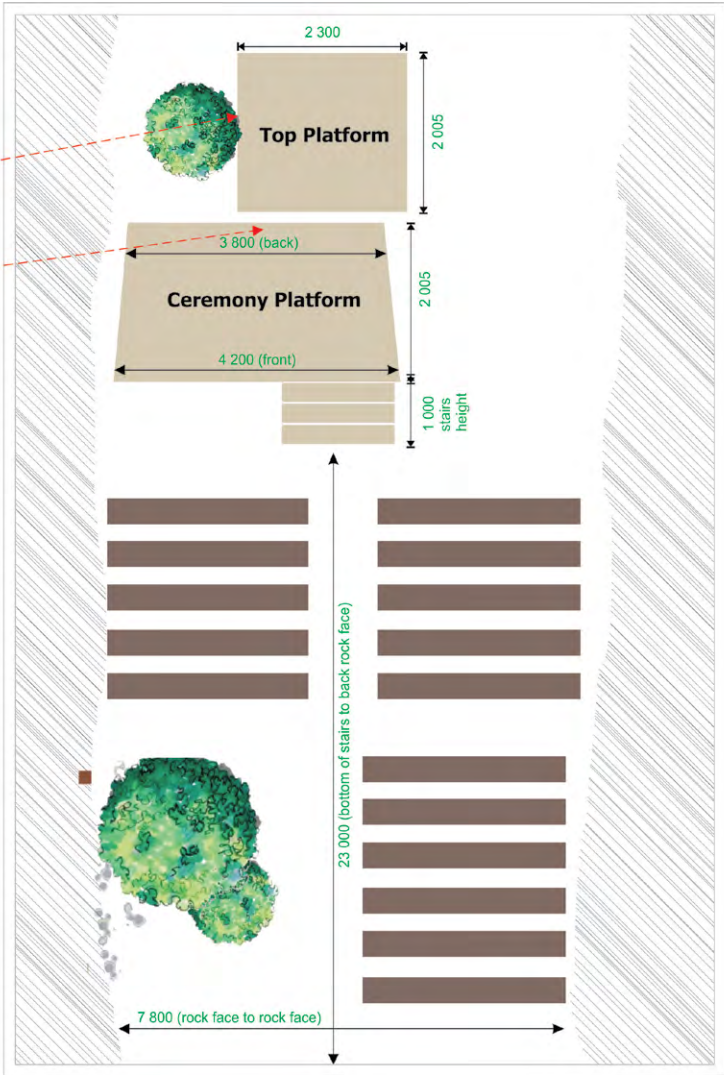 2 300
Top Platform
2 005
3 800 (back)
Ceremony Platform
2 005
4 200 (front)
1 000
stairs
height
23 000 (bottom of stairs to back rock face)
7 800 (rock face to rock face)